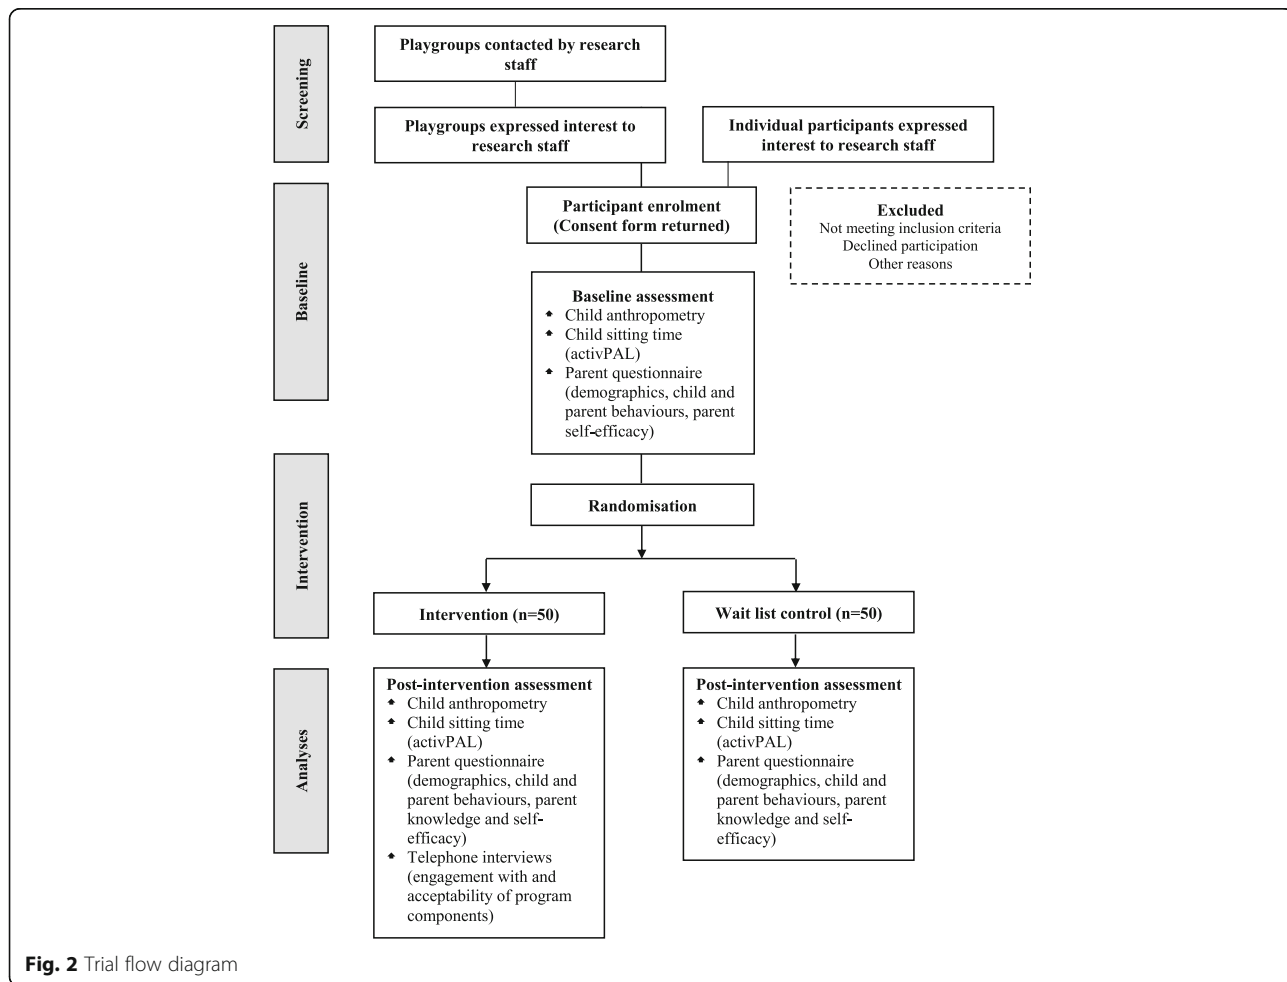 Screening
Playgroups contacted by research
staff
Playgroups expressed interest to
research staff
Individual participants expressed
interest to research staff
Baseline
Participant enrolment
(Consent form returned)
Excluded
Not meeting inclusion criteria
Declined participation
Other reasons
Baseline assessment
Child anthropometry
Child sitting time
(activPAL)
Parent questionnaire
(demographics, child and
parent behaviours, parent
self-efficacy)
Intervention
Randomisation
Intervention (n=50)
Wait list control (n=50)
Analyses
Post-intervention assessment
Child anthropometry
Child sitting time
(activPAL)
Parent questionnaire
(demographics, child and
parent behaviours, parent
knowledge and self-
efficacy)
Telephone interviews
(engagement with and
acceptability of program
components)
Post-intervention assessment
Child anthropometry
Child sitting time
(activPAL)
Parent questionnaire
(demographics, child and
parent behaviours, parent
knowledge and self-
efficacy)
Fig. 2 Trial flow diagram